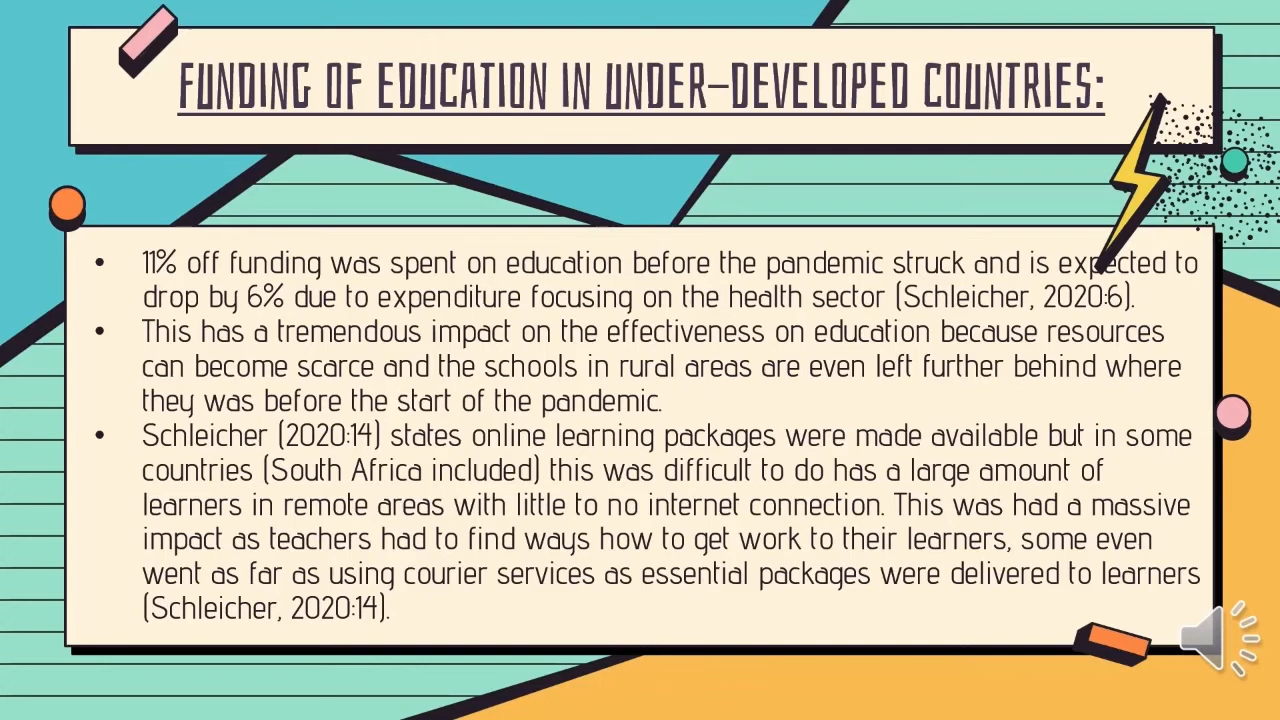 FUNDING OF EDUCATION IN UNDER-DEVELOPED COUNTRIES:
• 11% off funding was spent on education before the pandemic struck and is expected to
drop by 6% due to expenditure focusing on the health sector (Schleicher, 2020:6).
• This has a tremendous impact on the effectiveness on education because resources
can become scarce and the schools in rural areas are even left further behind where
they was before the start of the pandemic.
• Schleicher (2020:14) states online learning packages were made available but in some
countries (South Africa included) this was difficult to do has a large amount of
learners in remote areas with little to no internet connection. This was had a massive
impact as teachers had to find ways how to get work to their learners, some even
went as far as using courier services as essential packages were delivered to learners
(Schleicher, 2020:14).